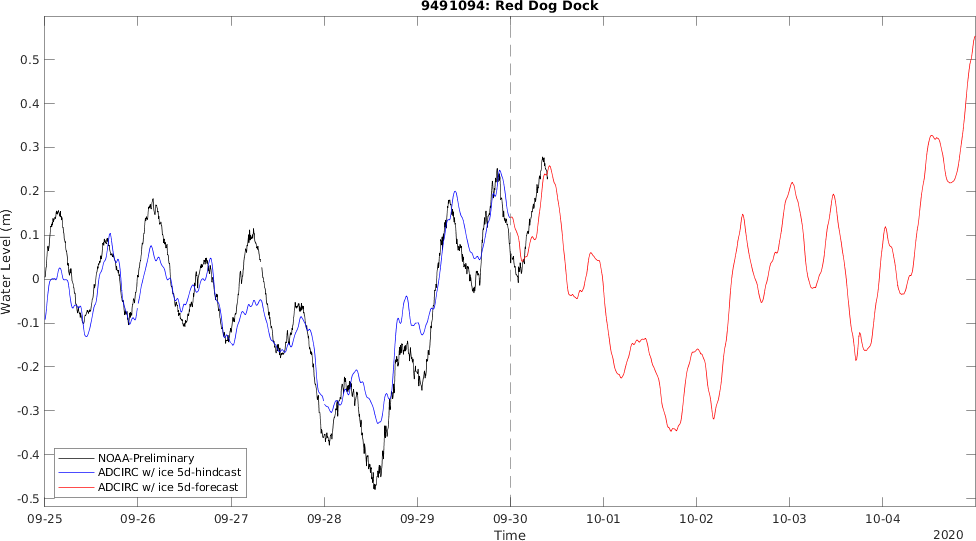 9491094: Red Dog Dock
Water Level (m)
0.5
0.4
0.3
0.2
0.1
0
-0.1
-0.2
-0.3
-0.4
-0.5
NOAA-Preliminary
ADCIRC w/ ice 5d-hindcast
ADCIRC w/ ice 5d-forecast
09-25 09-26 09-27 09-28 09-29 09-30 10-01 10-02 10-03 10-04
Time
2020